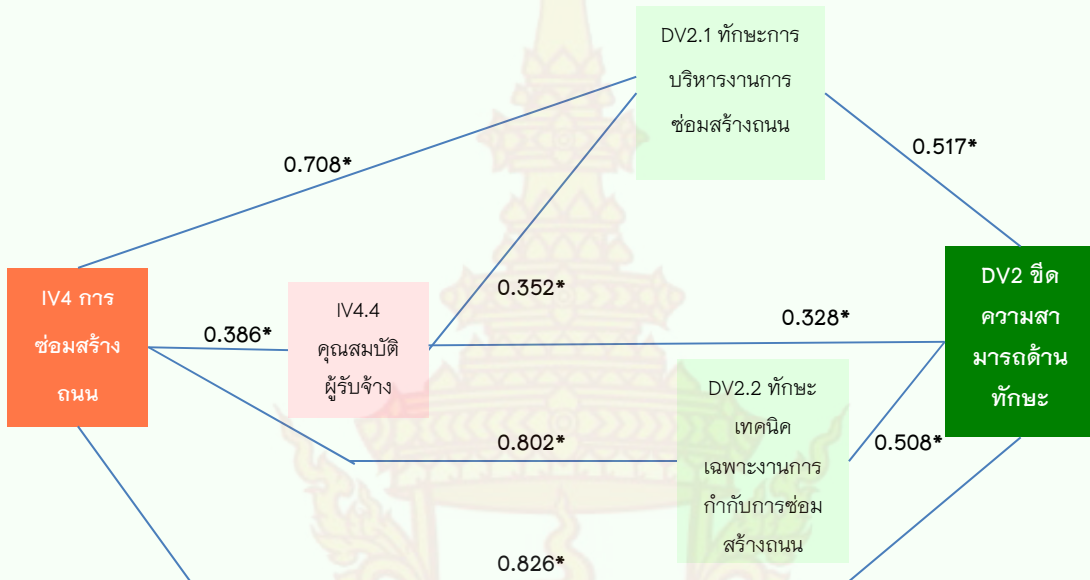 DV2.1 ทักษะการ
บริหารงานการ
ซ่อมสร้างถนน
0.708*
0.517*
IV4 การ
ซ่อมสร้าง
ถนน
0.386*
IV4.4
คุณสมบัติ
ผู้รับจ้าง
0.352*
0.328*
DV2 ขีด
ความสา
มารถด้าน
ทักษะ
DV2.2 ทักษะ
เทคนิค
เฉพาะงานการ
กำกับการซ่อม
สร้างถนน
0.802*
0.508*
0.826*